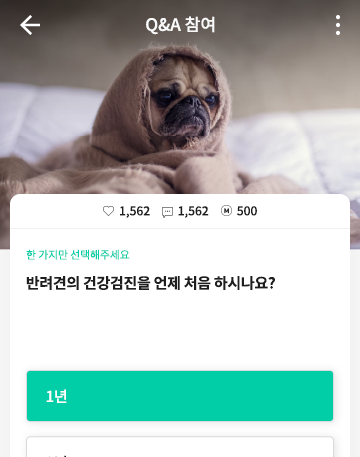 Q&A 참여
1,562 1,562 M 500
한 가지만 선택해주세요
반려견의 건강검진을 언제 처음 하시나요?
1년